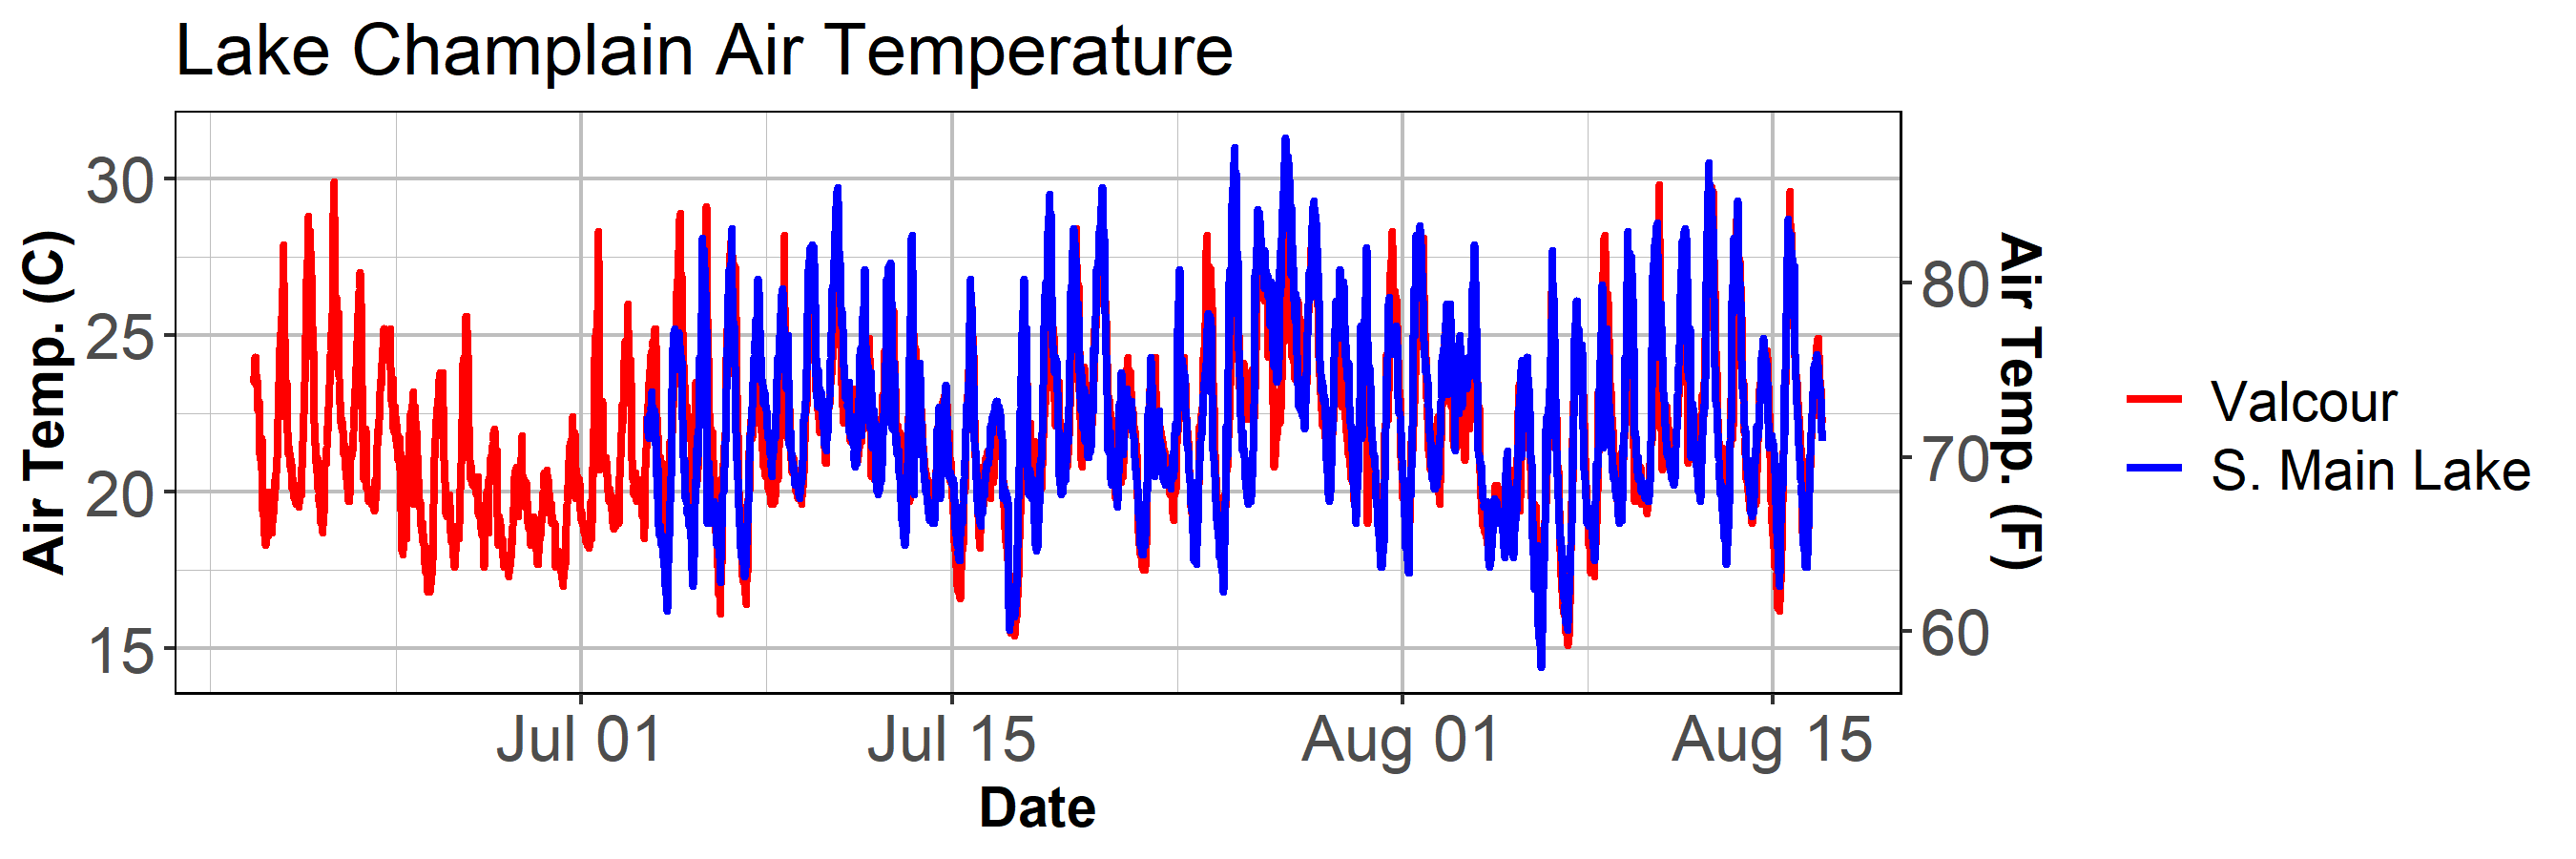 Lake Champlain Air Temperature
Air Temp. (C)
30
25
20
15
Air Temp. (F)
80
70
60
Jul 01
Jul 15
Aug 01
Aug 15
Date
Valcour
S. Main Lake